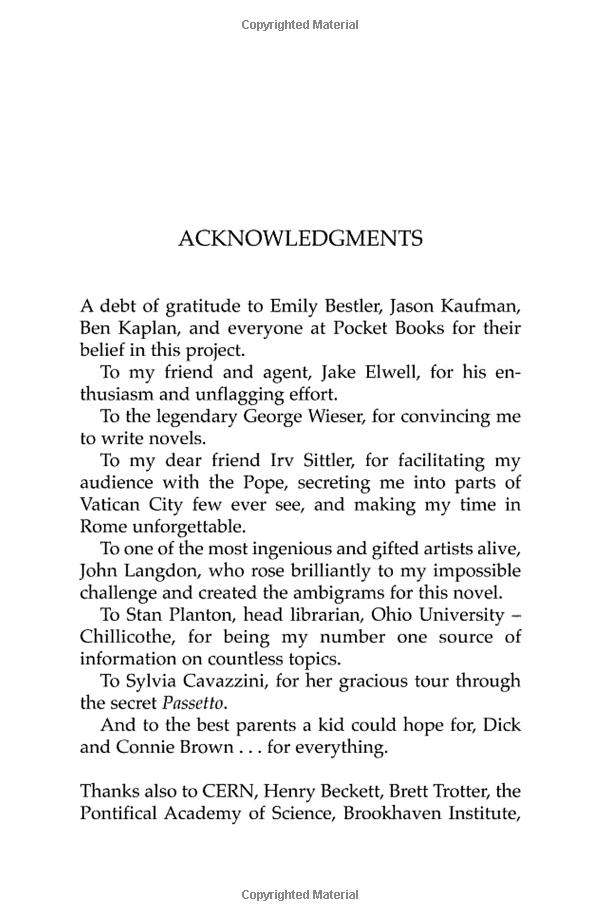 Copyrighted Material
ACKNOWLEDGMENTS
A debt of gratitude to Emily Bestler, Jason Kaufman,
Ben Kaplan, and everyone at Pocket Books for their
belief in this project.
To my friend and agent, Jake Elwell, for his en-
thusiasm and unflagging effort.
To the legendary George Wieser, for convincing me
to write novels.
To my dear friend Irv Sittler, for facilitating my
audience with the Pope, secreting me into parts of
Vatican City few ever see, and making my time in
Rome unforgettable.
To one of the most ingenious and gifted artists alive,
John Langdon, who rose brilliantly to my impossible
challenge and created the ambigrams for this novel.
To Stan Planton, head librarian, Ohio University –
Chillicothe, for being my number one source of
information on countless topics.
To Sylvia Cavazzini, for her gracious tour through
the secret Passetto.
And to the best parents a kid could hope for, Dick
and Connie Brown . . . for everything.
Thanks also to CERN, Henry Beckett, Brett Trotter, the
Pontifical Academy of Science, Brookhaven Institute,
Copyrighted Material